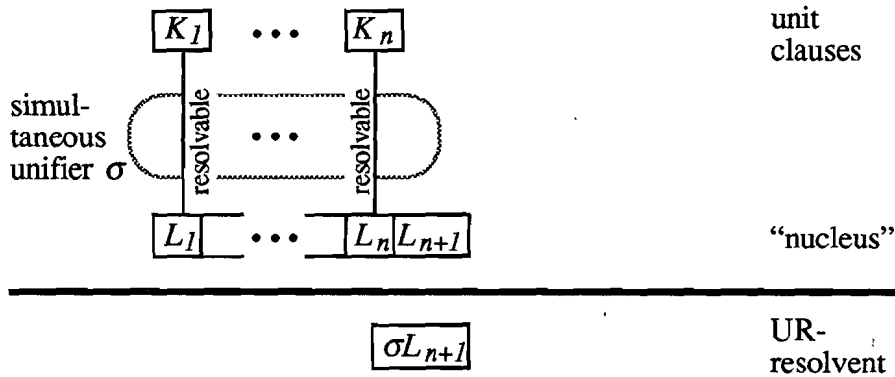 K1 • • • Kn
unit
clauses
simul-
taneous
unifier σ
resolvable
• • •
resolvable
L1 • • • Ln Ln+1
“nucleus”
σLn+1
UR-
resolvent